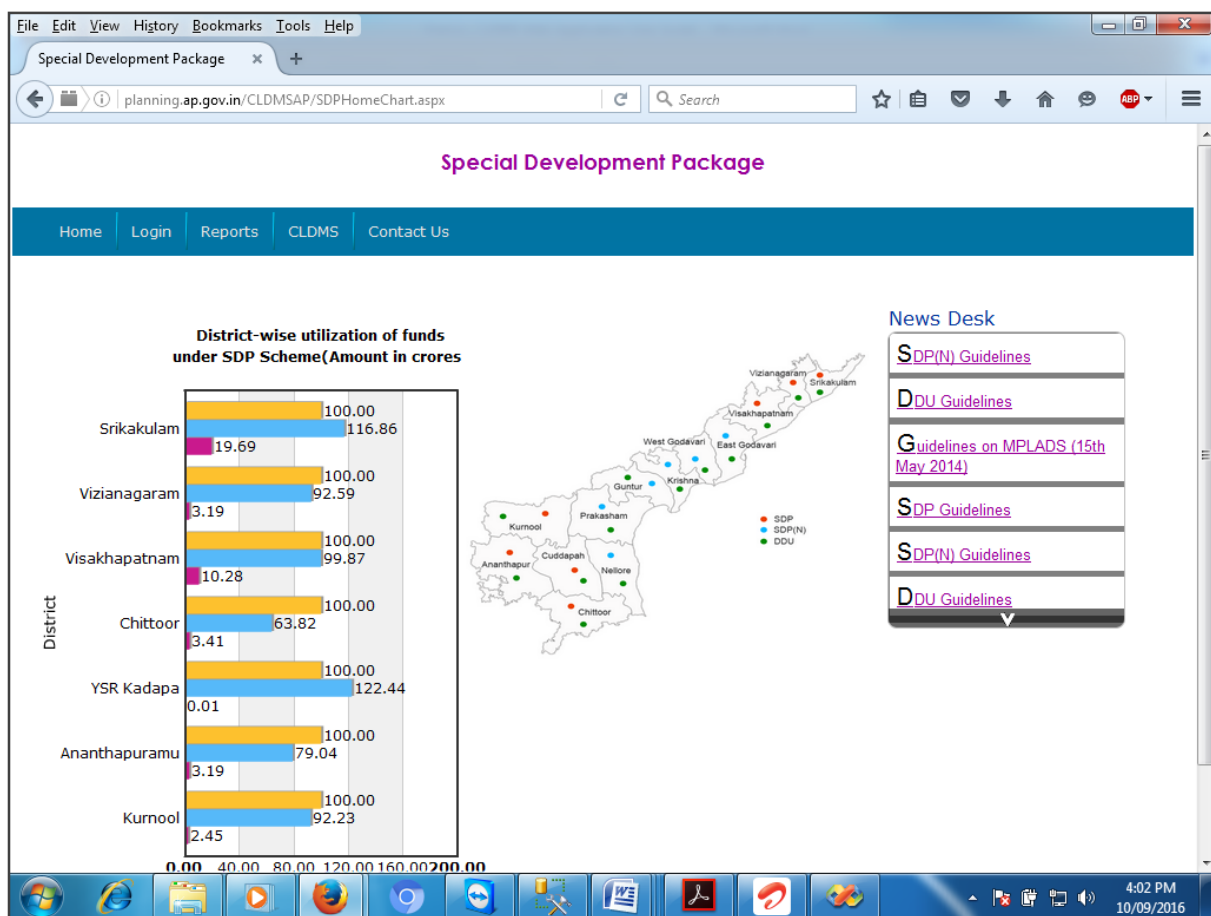 File Edit View History Bookmarks Tools Help
Special Development Package × +
planning.ap.gov.in/CLDMSAP/SDPHomeChart.aspx
Search
ABP
Special Development Package
Home Login Reports CLDMS Contact Us
District-wise utilization of funds
under SDP Scheme(Amount in crores
District
Srikakulam
100.00
116.86
19.69
Vizianagaram
100.00
92.59
3.19
Visakhapatnam
100.00
99.87
10.28
Chittoor
100.00
63.82
3.41
YSR Kadapa
100.00
122.44
0.01
Ananthapuramu
100.00
79.04
3.19
Kurnool
100.00
92.23
2.45
0.00 40.00 80.00 120.00 160.00 200.00
Vizianagaram
Srikakulam
Visakhapatnam
West Godavari
East Godavari
Krishna
Guntur
Prakasham
Kurnool
Cuddapah
Ananthapur
Nellore
Chittoor
SDP
SDP(N)
DDU
News Desk
SDP(N) Guidelines
DDU Guidelines
Guidelines on MPLADS (15th
May 2014)
SDP Guidelines
SDP(N) Guidelines
DDU Guidelines
4:02 PM
10/09/2016